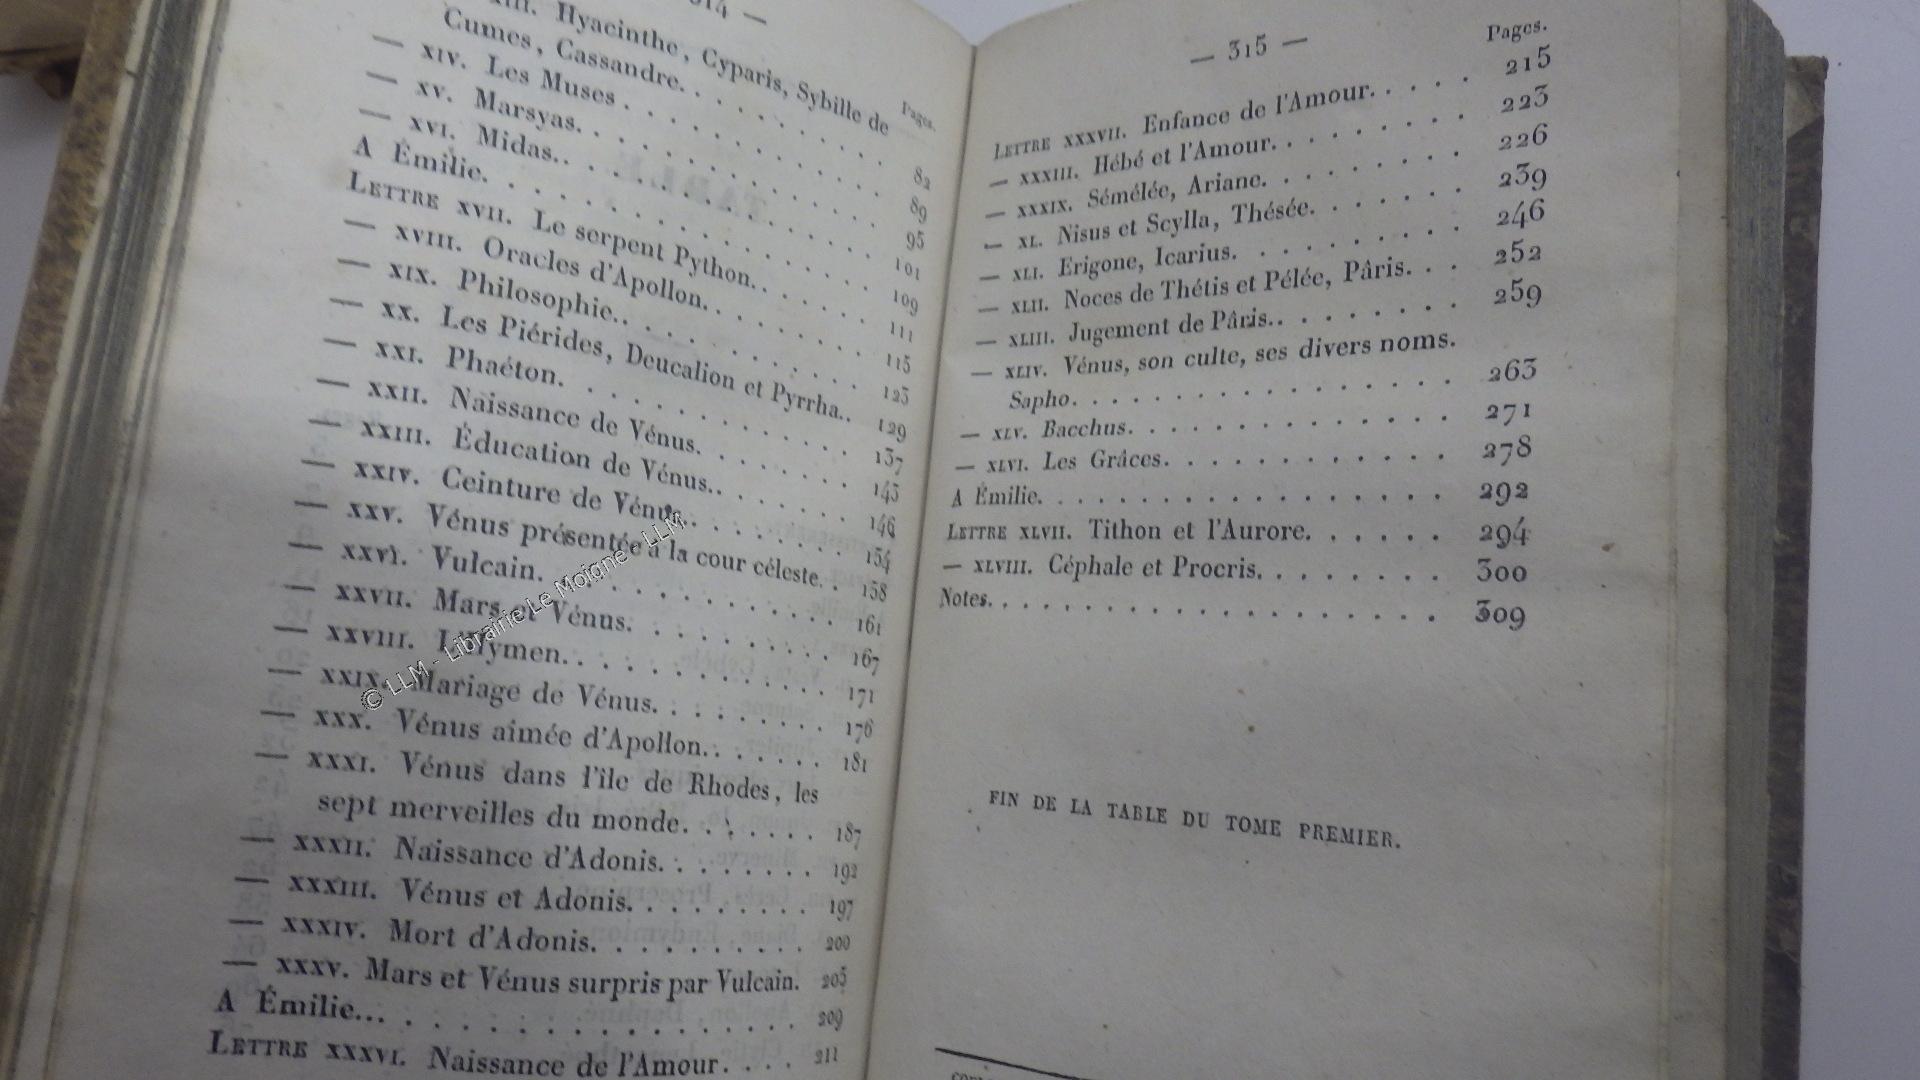 314 —
XIII. Hyacinthe, Cyparis, Sybille de
Pages.
Cumes, Cassandre. . . . . . . . . 82
— XIV. Les Muses . . . . . . . . . . . 89
— XV. Marsyas. . . . . . . . . . . . . 95
— XVI. Midas. . . . . . . . . . . . . 101
A Émilie. . . . . . . . . . . . . . . 109
LETTRE XVII. Le serpent Python. . . . . . 111
— XVIII. Oracles d'Apollon. . . . . . . . 115
— XIX. Philosophie. . . . . . . . . . . 123
— XX. Les Piérides, Deucalion et Pyrrha. . 129
— XXI. Phaéton. . . . . . . . . . . . 137
— XXII. Naissance de Vénus. . . . . . . 143
— XXIII. Éducation de Vénus. . . . . . . 146
— XXIV. Ceinture de Vénus. . . . . . . . 154
— XXV. Vénus présentée à la cour céleste. . 158
— XXVI. Vulcain. . . . . . . . . . . . 161
— XXVII. Mars et Vénus. . . . . . . . . 167
— XXVIII. L'Hymen. . . . . . . . . . . 171
— XXIX. Mariage de Vénus. . . . . . . . 176
— XXX. Vénus aimée d'Apollon. . . . . . . 181
— XXXI. Vénus dans l'île de Rhodes, les
sept merveilles du monde. . . . . . . 187
— XXXII. Naissance d'Adonis. . . . . . . 192
— XXXIII. Vénus et Adonis. . . . . . . . 197
— XXXIV. Mort d'Adonis. . . . . . . . . 200
— XXXV. Mars et Vénus surpris par Vulcain. 205
A Émilie... . . . . . . . . . . . . . 209
LETTRE XXXVI. Naissance de l'Amour. . . . 211
© LLM - Librairie Le Moigne - LLM
— 315 —
Pages.
LETTRE XXXVII. Enfance de l'Amour. . . . . 215
— XXXIII. Hébé et l'Amour. . . . . . . . 223
— XXXIX. Sémélée, Ariane. . . . . . . . 226
— XL. Nisus et Scylla, Thésée. . . . . . 239
— XLI. Erigone, Icarius. . . . . . . . . 246
— XLII. Noces de Thétis et Pélée, Pâris. . . 252
— XLIII. Jugement de Pâris. . . . . . . . 259
— XLIV. Vénus, son culte, ses divers noms.
Sapho. . . . . . . . . . . . . . 263
— XLV. Bacchus. . . . . . . . . . . . . 271
— XLVI. Les Grâces. . . . . . . . . . . 278
A Émilie. . . . . . . . . . . . . . . . 292
LETTRE XLVII. Tithon et l'Aurore. . . . . . 294
— XLVIII. Céphale et Procris. . . . . . . . 300
Notes. . . . . . . . . . . . . . . . . . 309
FIN DE LA TABLE DU TOME PREMIER.